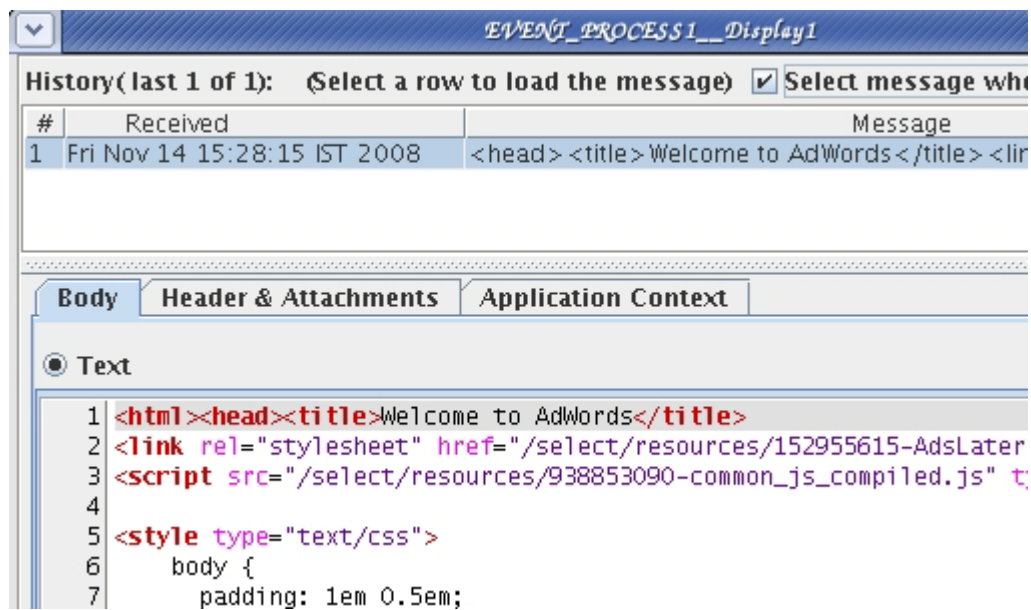 EVENT_PROCESS1__Display1
History( last 1 of 1): (Select a row to load the message) Select message whe
# Received Message
1 Fri Nov 14 15:28:15 IST 2008 <head><title>Welcome to AdWords</title><lin
Body Header & Attachments Application Context
Text
1 <html><head><title>Welcome to AdWords</title>
2 <link rel="stylesheet" href="/select/resources/152955615-AdsLater
3 <script src="/select/resources/938853090-common_js_compiled.js" ty
4
5 <style type="text/css">
6 body {
7 padding: 1em 0.5em;